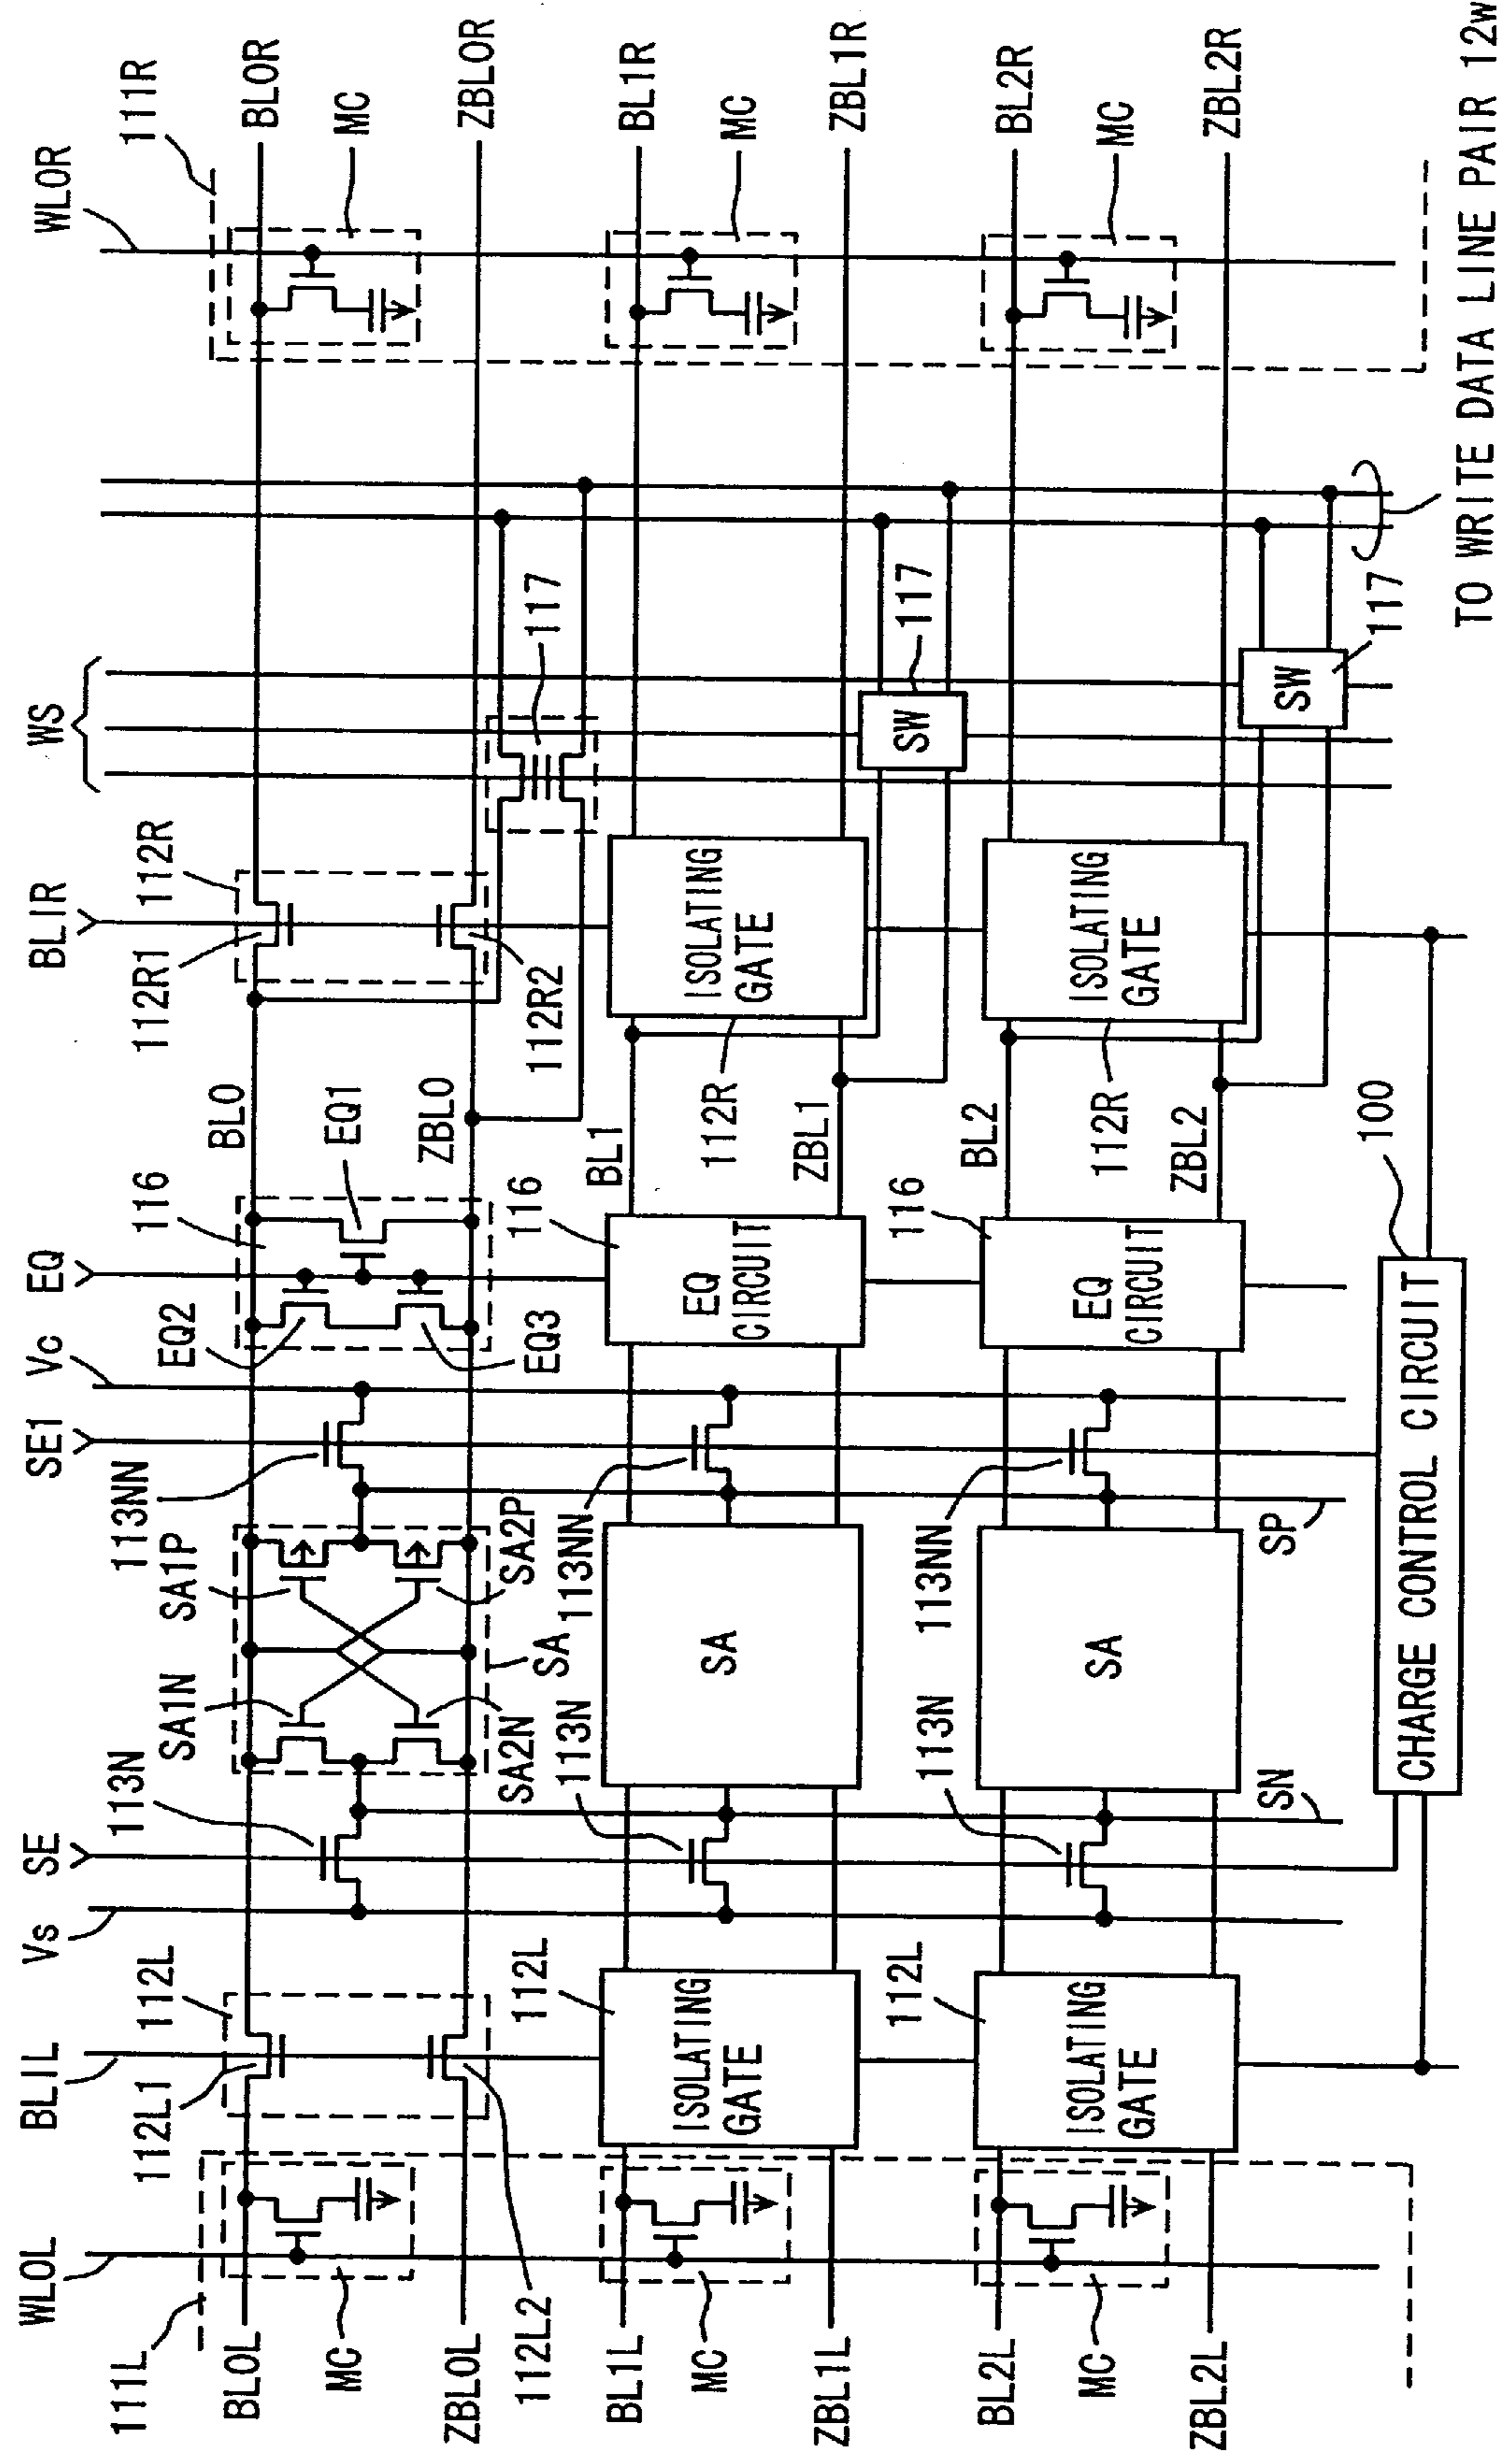 WL0L
BLIL
Vs
SE
SE1
Vc
EQ
BLIR
WS
WL0R
111L
112L1
112L
113N
113NN
116
112R1
112R
111R
SA1N
SA1P
EQ2
BL0L
BL0
BL0R
MC
EQ1
MC
ZBL0L
ZBL0
ZBL0R
112L2
SA2N
SA2P
EQ3
112R2
117
SA
112L
113N
113NN
116
BL1L
BL1
BL1R
MC
ISOLATING
GATE
SA
EQ
CIRCUIT
ISOLATING
GATE
MC
112R
ZBL1L
ZBL1
ZBL1R
SW
117
112L
113N
113NN
116
BL2L
BL2
BL2R
MC
ISOLATING
GATE
SA
EQ
CIRCUIT
ISOLATING
GATE
MC
112R
ZBL2L
ZBL2
ZBL2R
SN
SP
SW
117
100
CHARGE CONTROL CIRCUIT
TO WRITE DATA LINE PAIR 12w